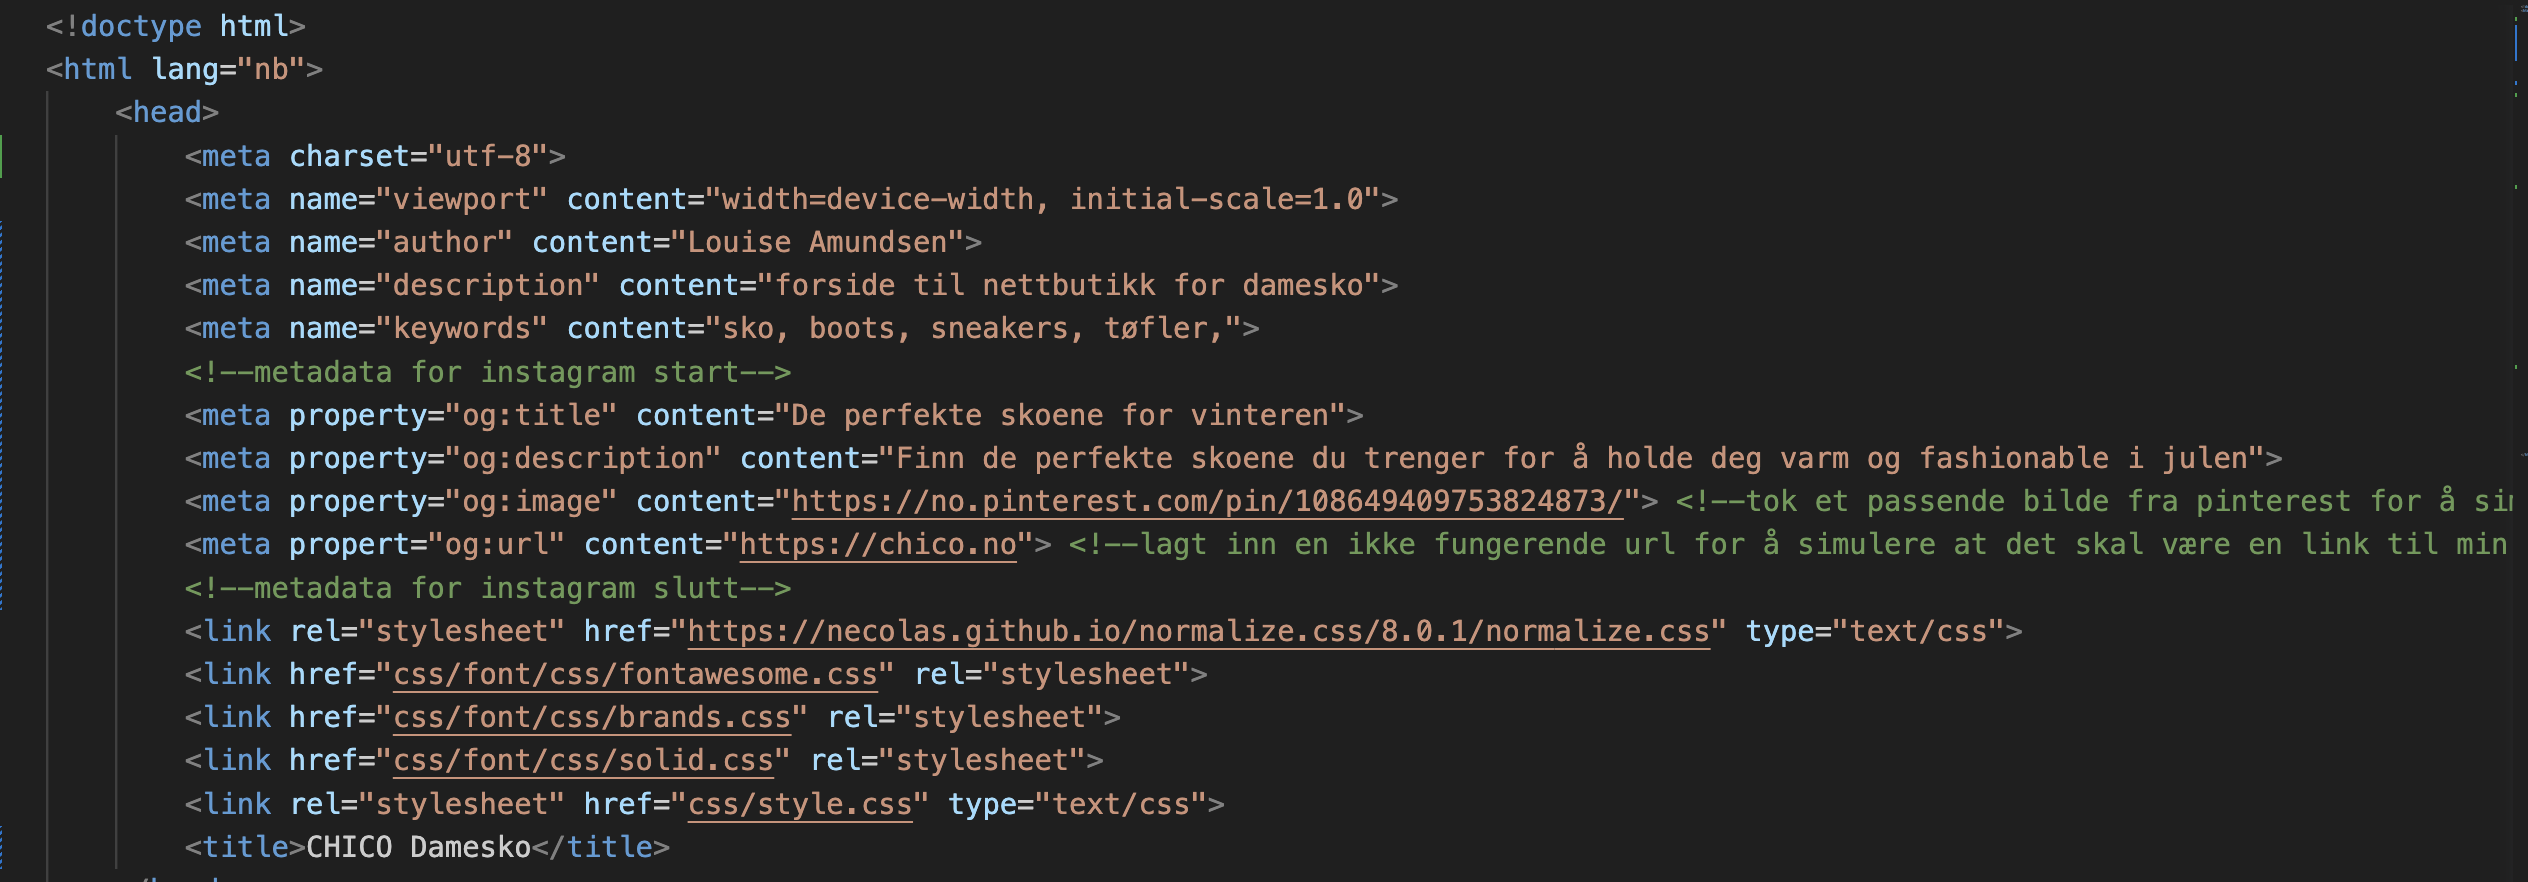 <!doctype html>
<html lang="nb">
<head>
<meta charset="utf-8">
<meta name="viewport" content="width=device-width, initial-scale=1.0">
<meta name="author" content="Louise Amundsen">
<meta name="description" content="forside til nettbutikk for damesko">
<meta name="keywords" content="sko, boots, sneakers, tøfler,">
<!--metadata for instagram start-->
<meta property="og:title" content="De perfekte skoene for vinteren">
<meta property="og:description" content="Finn de perfekte skoene du trenger for å holde deg varm og fashionable i julen">
<meta property="og:image" content="https://no.pinterest.com/pin/108649409753824873/"> <!--tok et passende bilde fra pinterest for å
<meta propert="og:url" content="https://chico.no"> <!--lagt inn en ikke fungerende url for å simulere at det skal være en link til min
<!--metadata for instagram slutt-->
<link rel="stylesheet" href="https://necolas.github.io/normalize.css/8.0.1/normalize.css" type="text/css">
<link href="css/font/css/fontawesome.css" rel="stylesheet">
<link href="css/font/css/brands.css" rel="stylesheet">
<link href="css/font/css/solid.css" rel="stylesheet">
<link rel="stylesheet" href="css/style.css" type="text/css">
<title>CHICO Damesko</title>